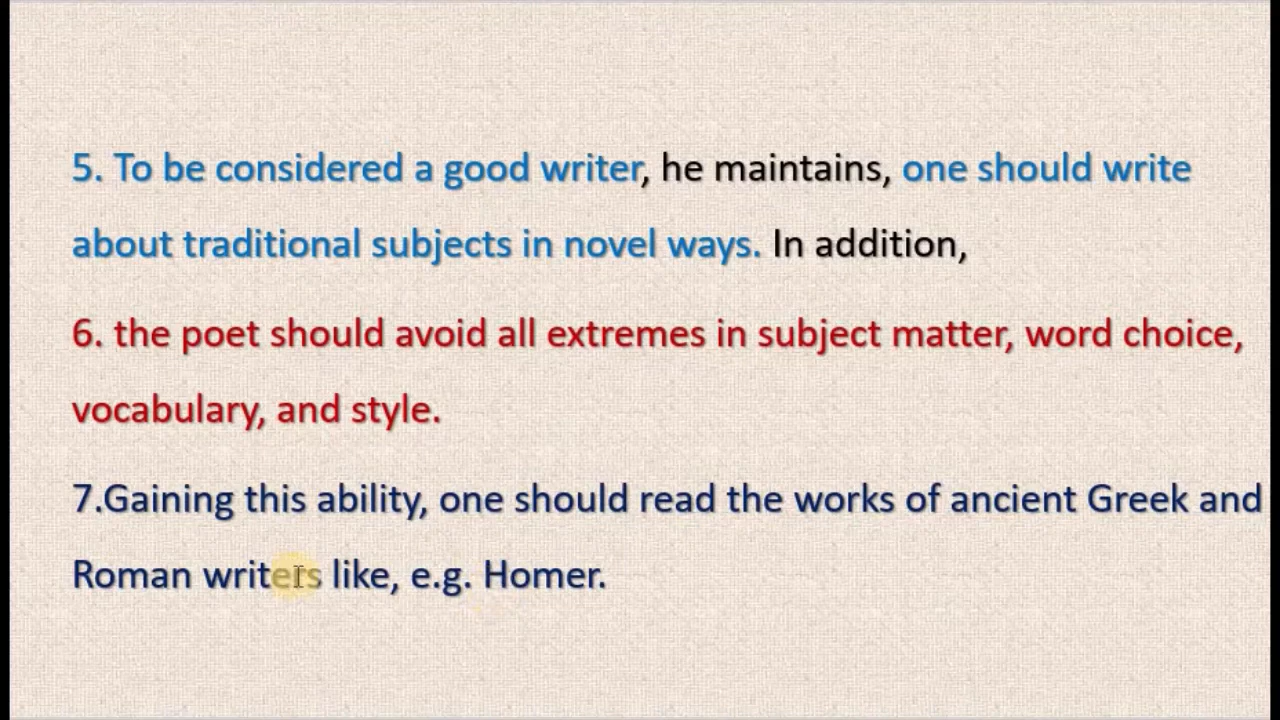 5. To be considered a good writer, he maintains, one should write
about traditional subjects in novel ways. In addition,
6. the poet should avoid all extremes in subject matter, word choice,
vocabulary, and style.
7.Gaining this ability, one should read the works of ancient Greek and
Roman writers like, e.g. Homer.